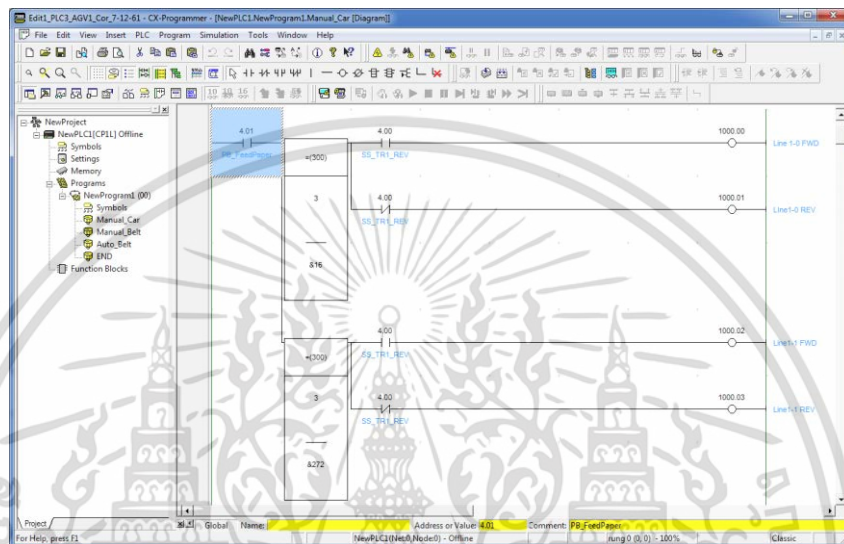 Edit1_PLC3_AGV1_Cor_7-12-61 - CX-Programmer - [NewPLC1.NewProgram1.Manual_Car [Diagram]]
File Edit View Insert PLC Program Simulation Tools Window Help
NewProject
NewPLC1[CP1L] Offline
Symbols
Settings
Memory
Programs
NewProgram1 (00)
Symbols
Manual_Car
Manual_Belt
Auto_Belt
END
Function Blocks
4.01
PB_FeedPaper
=(300)
3
&16
4.00
SS_TR1_REV
1000.00
Line 1-0 FWD
4.00
SS_TR1_REV
1000.01
Line1-0 REV
=(300)
3
&272
4.00
SS_TR1_REV
1000.02
Line1-1 FWD
4.00
SS_TR1_REV
1000.03
Line1-1 REV
Project
Global Name: Address or Value: 4.01 Comment: PB_FeedPaper
For Help, press F1 NewPLC1(Net:0,Node:0) - Offline rung 0 (0, 0) - 100% Classic